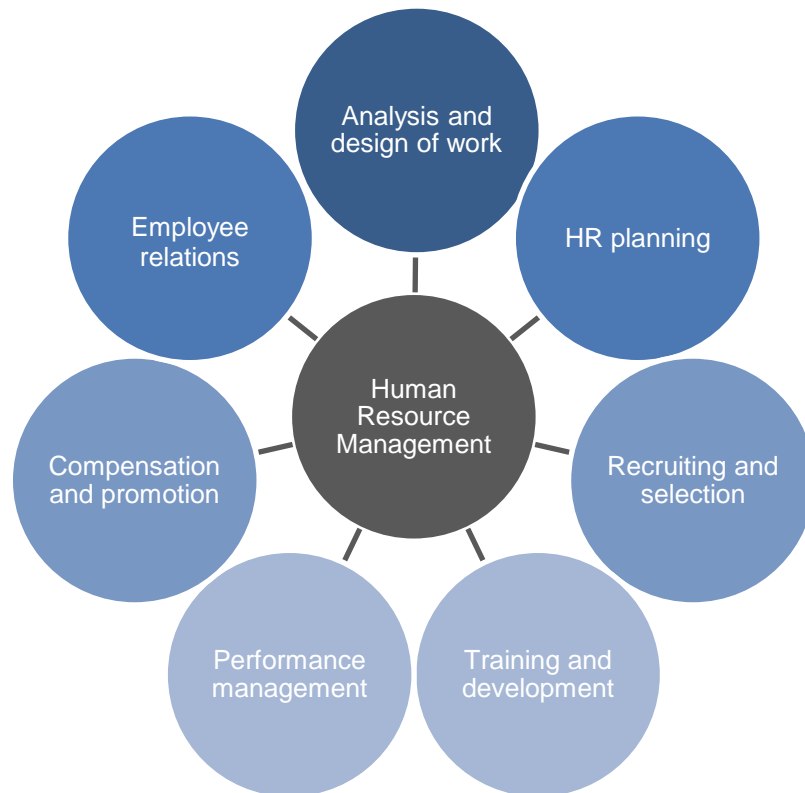 Analysis and
design of work
HR planning
Recruiting and
selection
Training and
development
Performance
management
Compensation
and promotion
Employee
relations
Human
Resource
Management